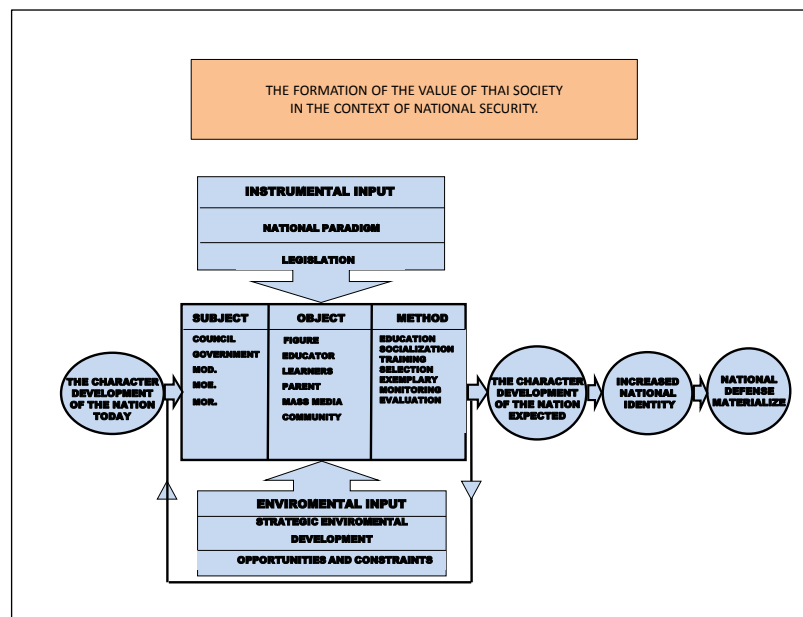 THE FORMATION OF THE VALUE OF THAI SOCIETY
IN THE CONTEXT OF NATIONAL SECURITY.
INSTRUMENTAL INPUT
NATIONAL PARADIGM
LEGISLATION
SUBJECT
COUNCIL
GOVERNMENT
MOD.
MOE.
MOR.
OBJECT
FIGURE
EDUCATOR
LEARNERS
PARENT
MASS MEDIA
COMMUNITY
METHOD
EDUCATION
SOCIALIZATION
TRAINING
SELECTION
EXEMPLARY
MONITORING
EVALUATION
THE CHARACTER
DEVELOPMENT
OF THE NATION
TODAY
THE CHARACTER
DEVELOPMENT
OF THE NATION
EXPECTED
INCREASED
NATIONAL
IDENTITY
NATIONAL
DEFENSE
MATERIALIZE
ENVIROMENTAL INPUT
STRATEGIC ENVIROMENTAL
DEVELOPMENT
OPPORTUNITIES AND CONSTRAINTS